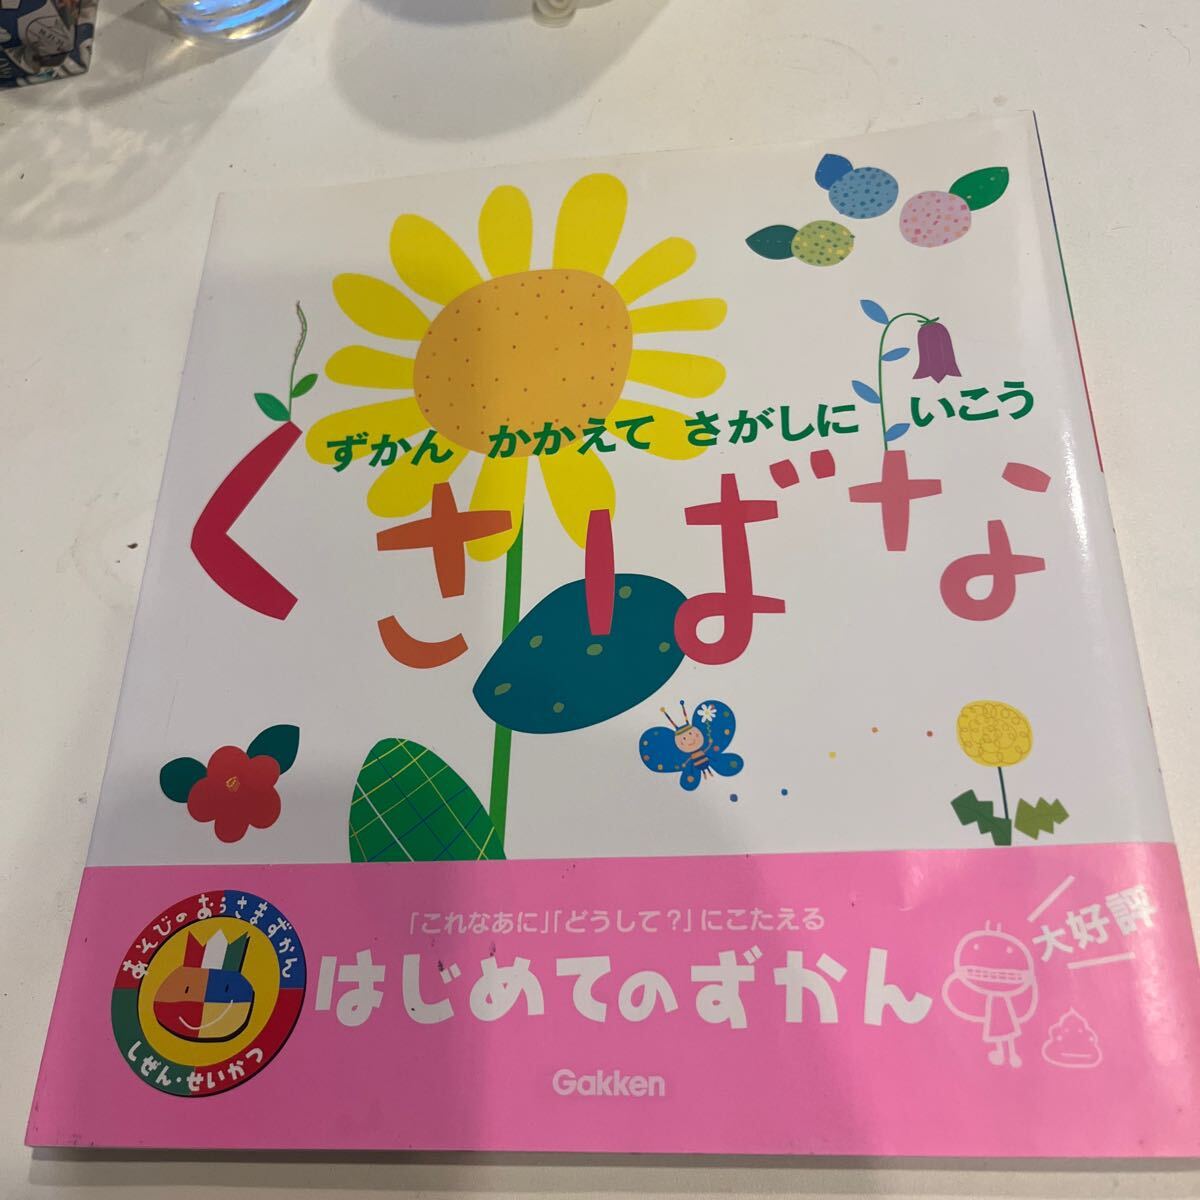 ずかん かかえて さがしに いこう
くさばな
あそびのおうさまずかん
しぜん・せいかつ
「これなあに」「どうして？」にこたえる
はじめてのずかん
大好評
Gakken